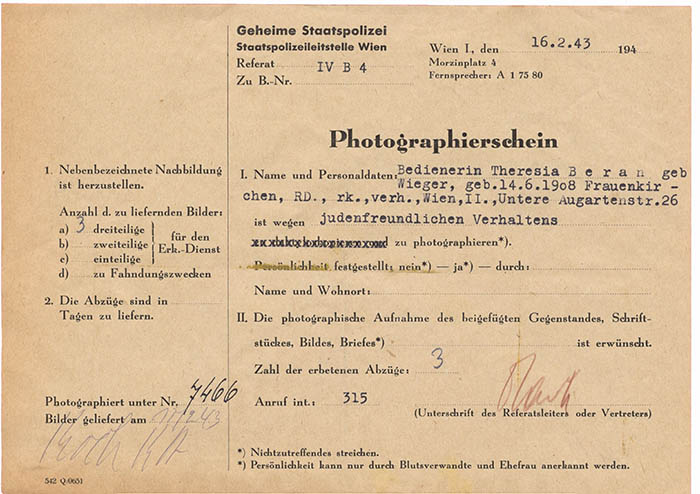 Geheime Staatspolizei
Staatspolizeileitstelle Wien
Referat IV B 4
Zu B.-Nr.
Wien I, den 16.2.43 194
Morzinplatz 4
Fernsprecher: A 1 75 80
Photographierschein
1. Nebenbezeichnete Nachbildung
ist herzustellen.
Anzahl d. zu liefernden Bilder:
a) 3 dreiteilige
b) zweiteilige
c) einteilige
für den
Erk.-Dienst
d) zu Fahndungszwecken
2. Die Abzüge sind in
Tagen zu liefern.
Photographiert unter Nr. 7466
Bilder geliefert am
542 Q/0651
I. Name und Personaldaten: Bedienerin Theresia B e r a n geb
Wieger, geb.14.6.1908 Frauenkir -
chen, RD., rk.,verh.,Wien,II.,Untere Augartenstr.26
ist wegen judenfreundlichen Verhaltens
zu photographieren*).
Persönlichkeit festgestellt: nein*) — ja*) — durch:
Name und Wohnort:
II. Die photographische Aufnahme des beigefügten Gegenstandes, Schrift-
stückes, Bildes, Briefes*) ist erwünscht.
Zahl der erbetenen Abzüge: 3
Anruf int.: 315
(Unterschrift des Referatsleiters oder Vertreters)
*) Nichtzutreffendes streichen.
*) Persönlichkeit kann nur durch Blutsverwandte und Ehefrau anerkannt werden.